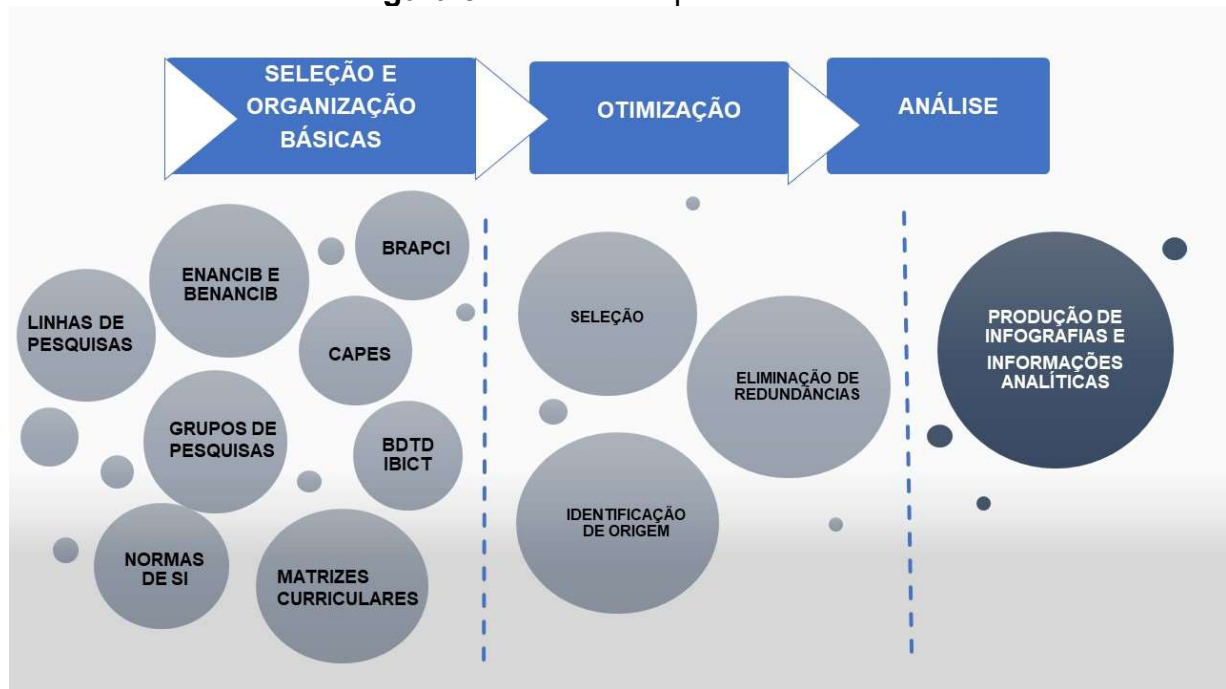 SELEÇÃO E
ORGANIZAÇÃO
BÁSICAS
OTIMIZAÇÃO
ANÁLISE
BRAPCI
ENANCIB E
BENANCIB
LINHAS DE
PESQUISAS
CAPES
GRUPOS DE
PESQUISAS
BDTD
IBICT
NORMAS
DE SI
MATRIZES
CURRICULARES
SELEÇÃO
ELIMINAÇÃO DE
REDUNDÂNCIAS
IDENTIFICAÇÃO
DE ORIGEM
PRODUÇÃO DE
INFOGRAFIAS E
INFORMAÇÕES
ANALÍTICAS